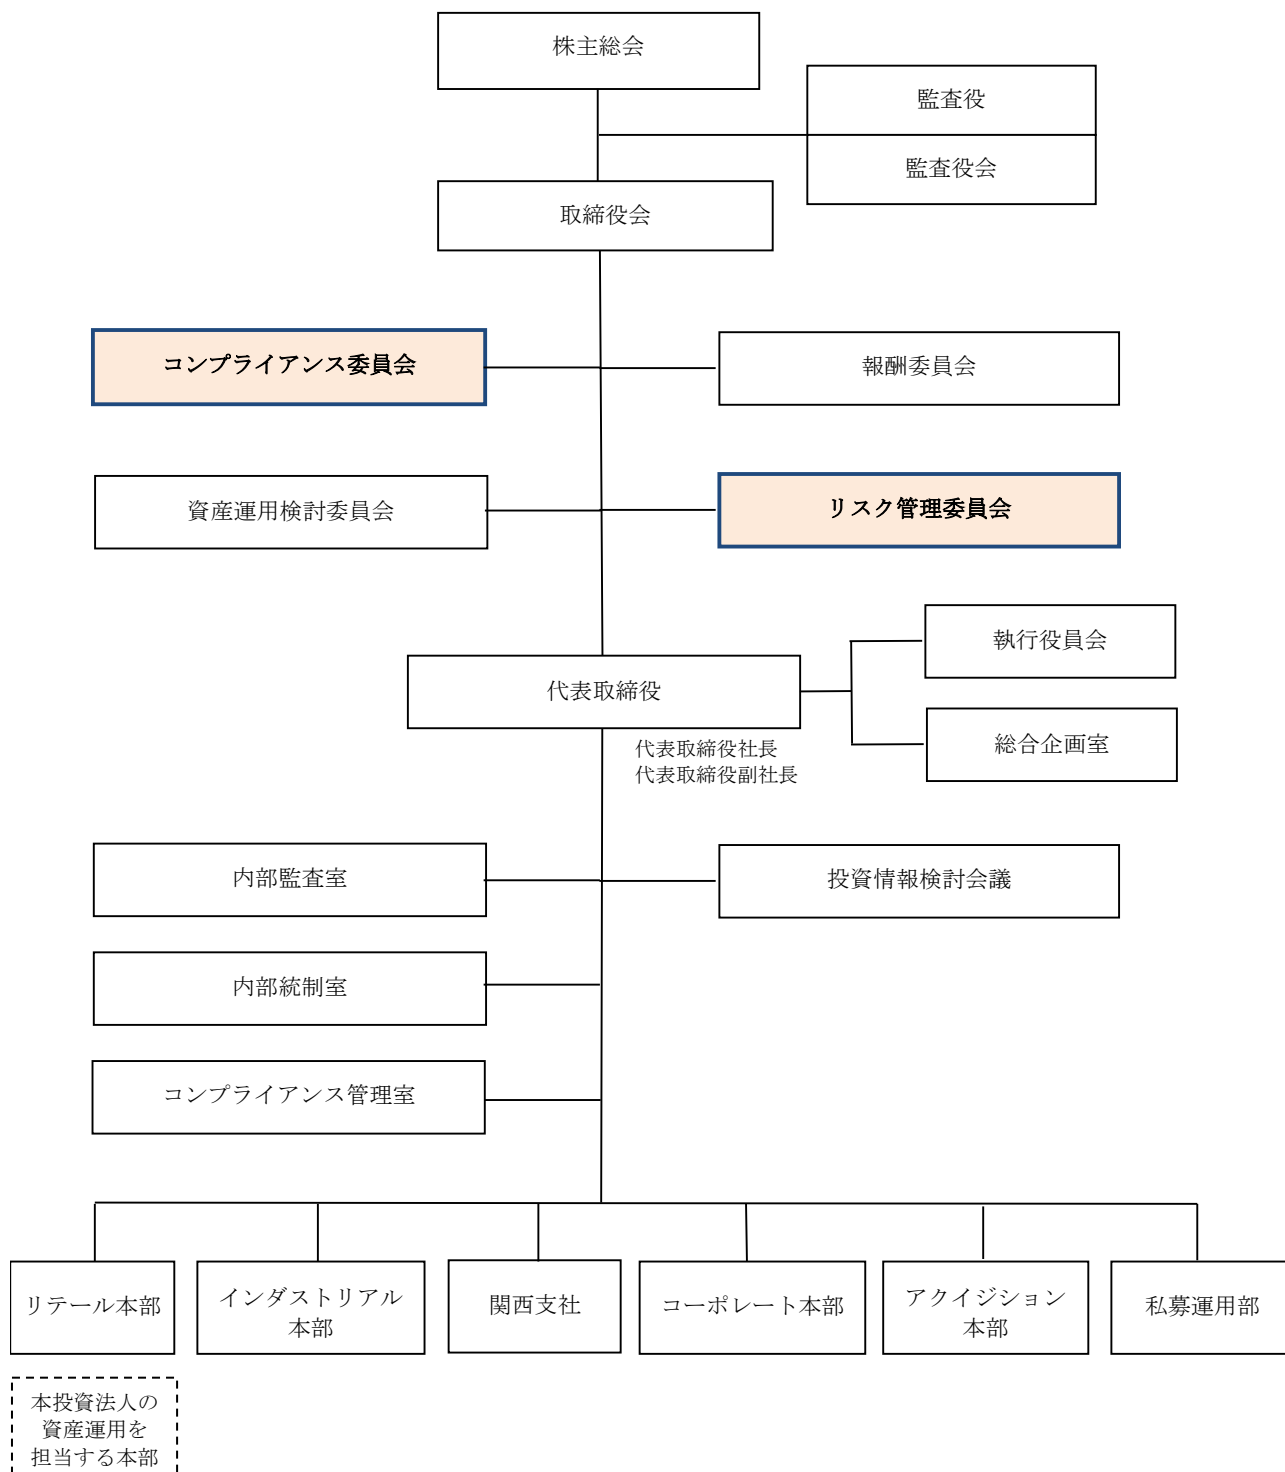 株主総会
監査役
監査役会
取締役会
コンプライアンス委員会
報酬委員会
資産運用検討委員会
リスク管理委員会
執行役員会
代表取締役
総合企画室
代表取締役社長
代表取締役副社長
内部監査室
投資情報検討会議
内部統制室
コンプライアンス管理室
リテール本部
インダストリアル
本部
関西支社
コーポレート本部
アクイジション
本部
私募運用部
本投資法人の
資産運用を
担当する本部